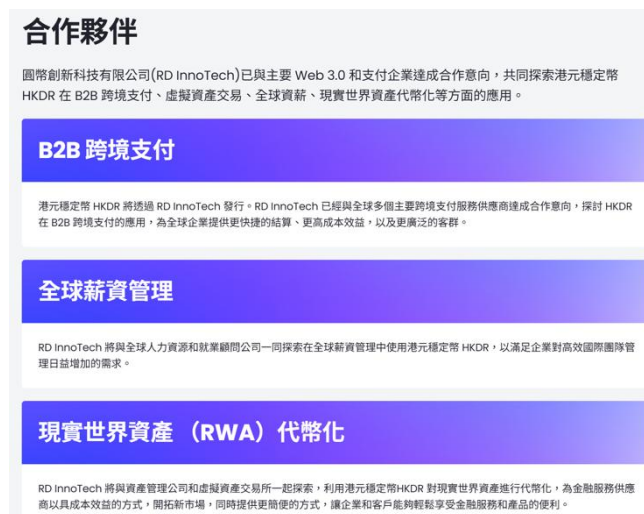 合作夥伴
圓幣創新科技有限公司(RD InnoTech)已與主要 Web 3.0 和支付企業達成合作意向，共同探索港元穩定幣
HKDR 在 B2B 跨境支付、虛擬資產交易、全球資薪、現實世界資產代幣化等方面的應用。
B2B 跨境支付
港元穩定幣 HKDR 將透過 RD InnoTech 發行。RD InnoTech 已經與全球多個主要跨境支付服務供應商達成合作意向，探討 HKDR
在 B2B 跨境支付的應用，為全球企業提供更快捷的結算、更高成本效益，以及更廣泛的客群。
全球薪資管理
RD InnoTech 將與全球人力資源和就業顧問公司一同探索在全球薪資管理中使用港元穩定幣 HKDR，以滿足企業對高效國際團隊管
理日益增加的需求。
現實世界資產 （RWA）代幣化
RD InnoTech 將與資產管理公司和虛擬資產交易所一起探索，利用港元穩定幣HKDR 對現實世界資產進行代幣化，為金融服務供應
商以具成本效益的方式，開拓新市場，同時提供更簡便的方式，讓企業和客戶能夠輕鬆享受金融服務和產品的便利。